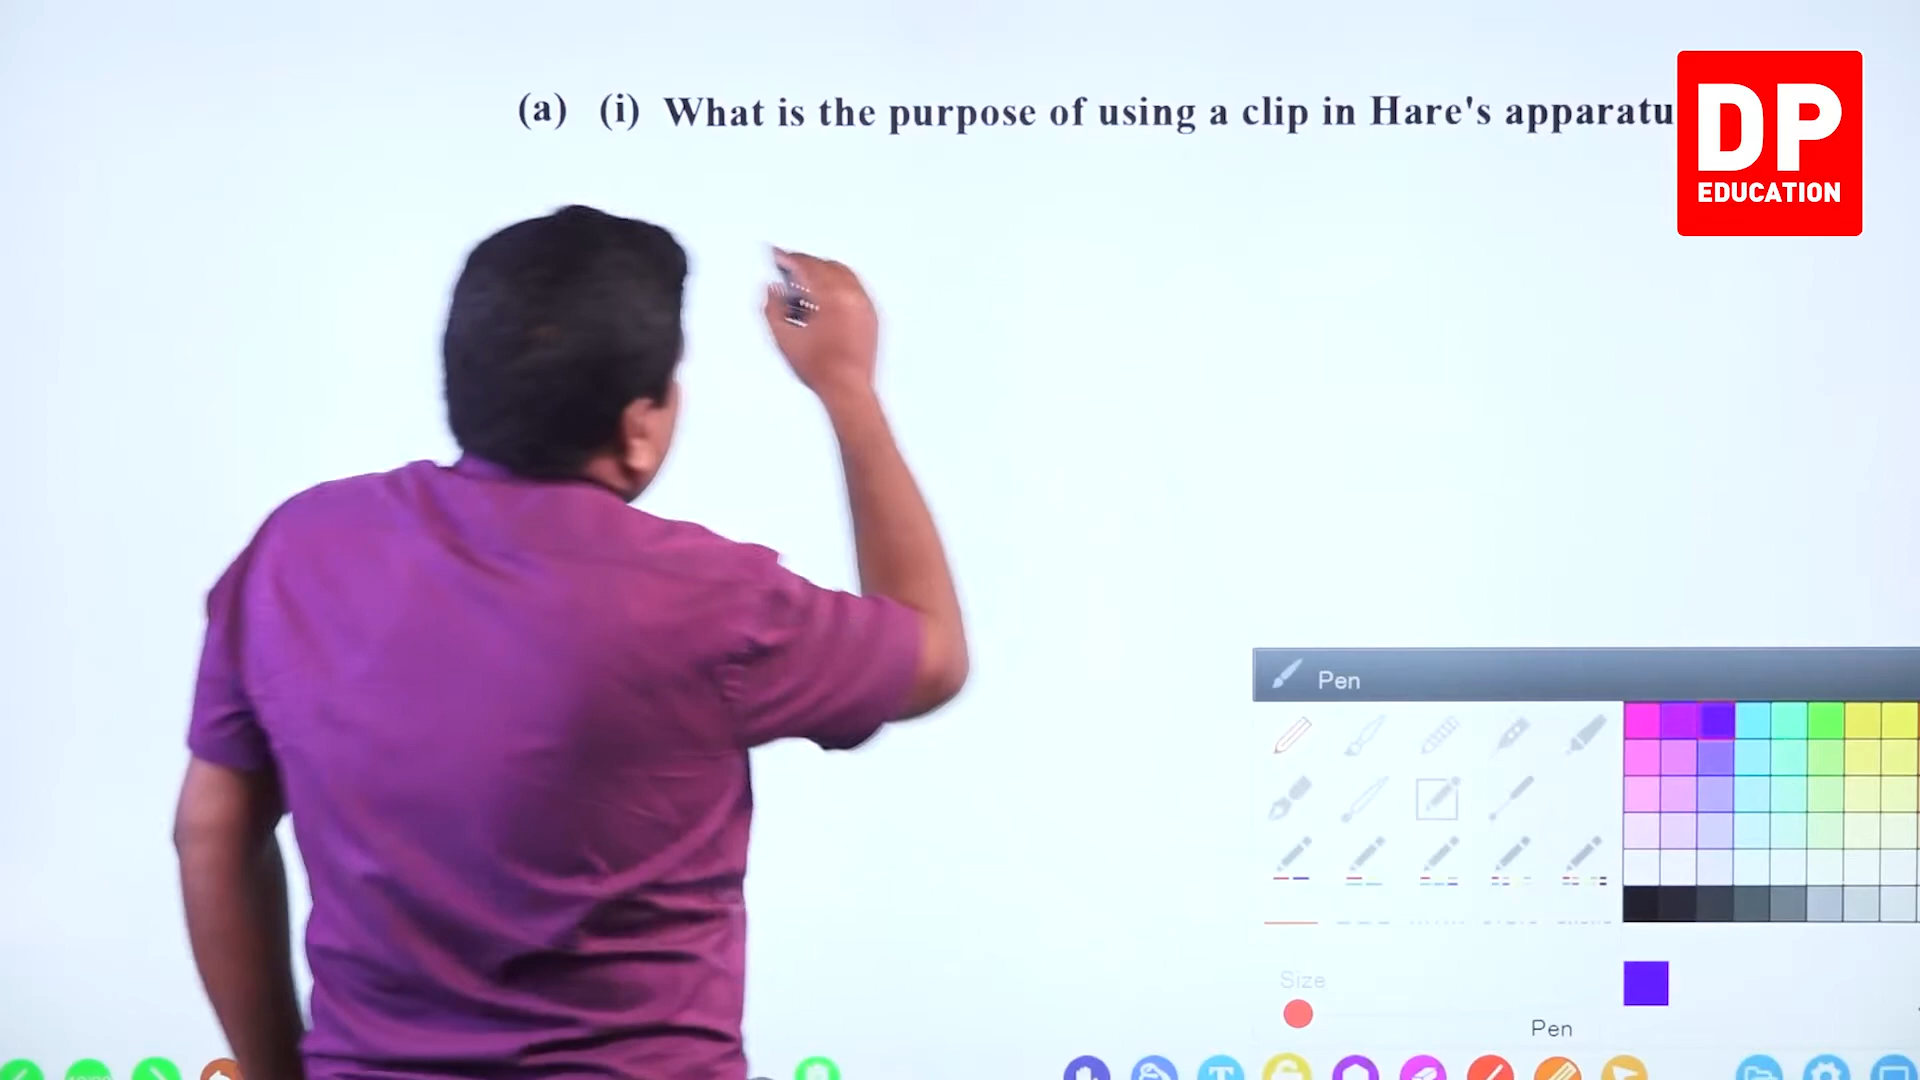 (a) (i) What is the purpose of using a clip in Hare's apparatu
DP
EDUCATION
Pen
Size
Pen